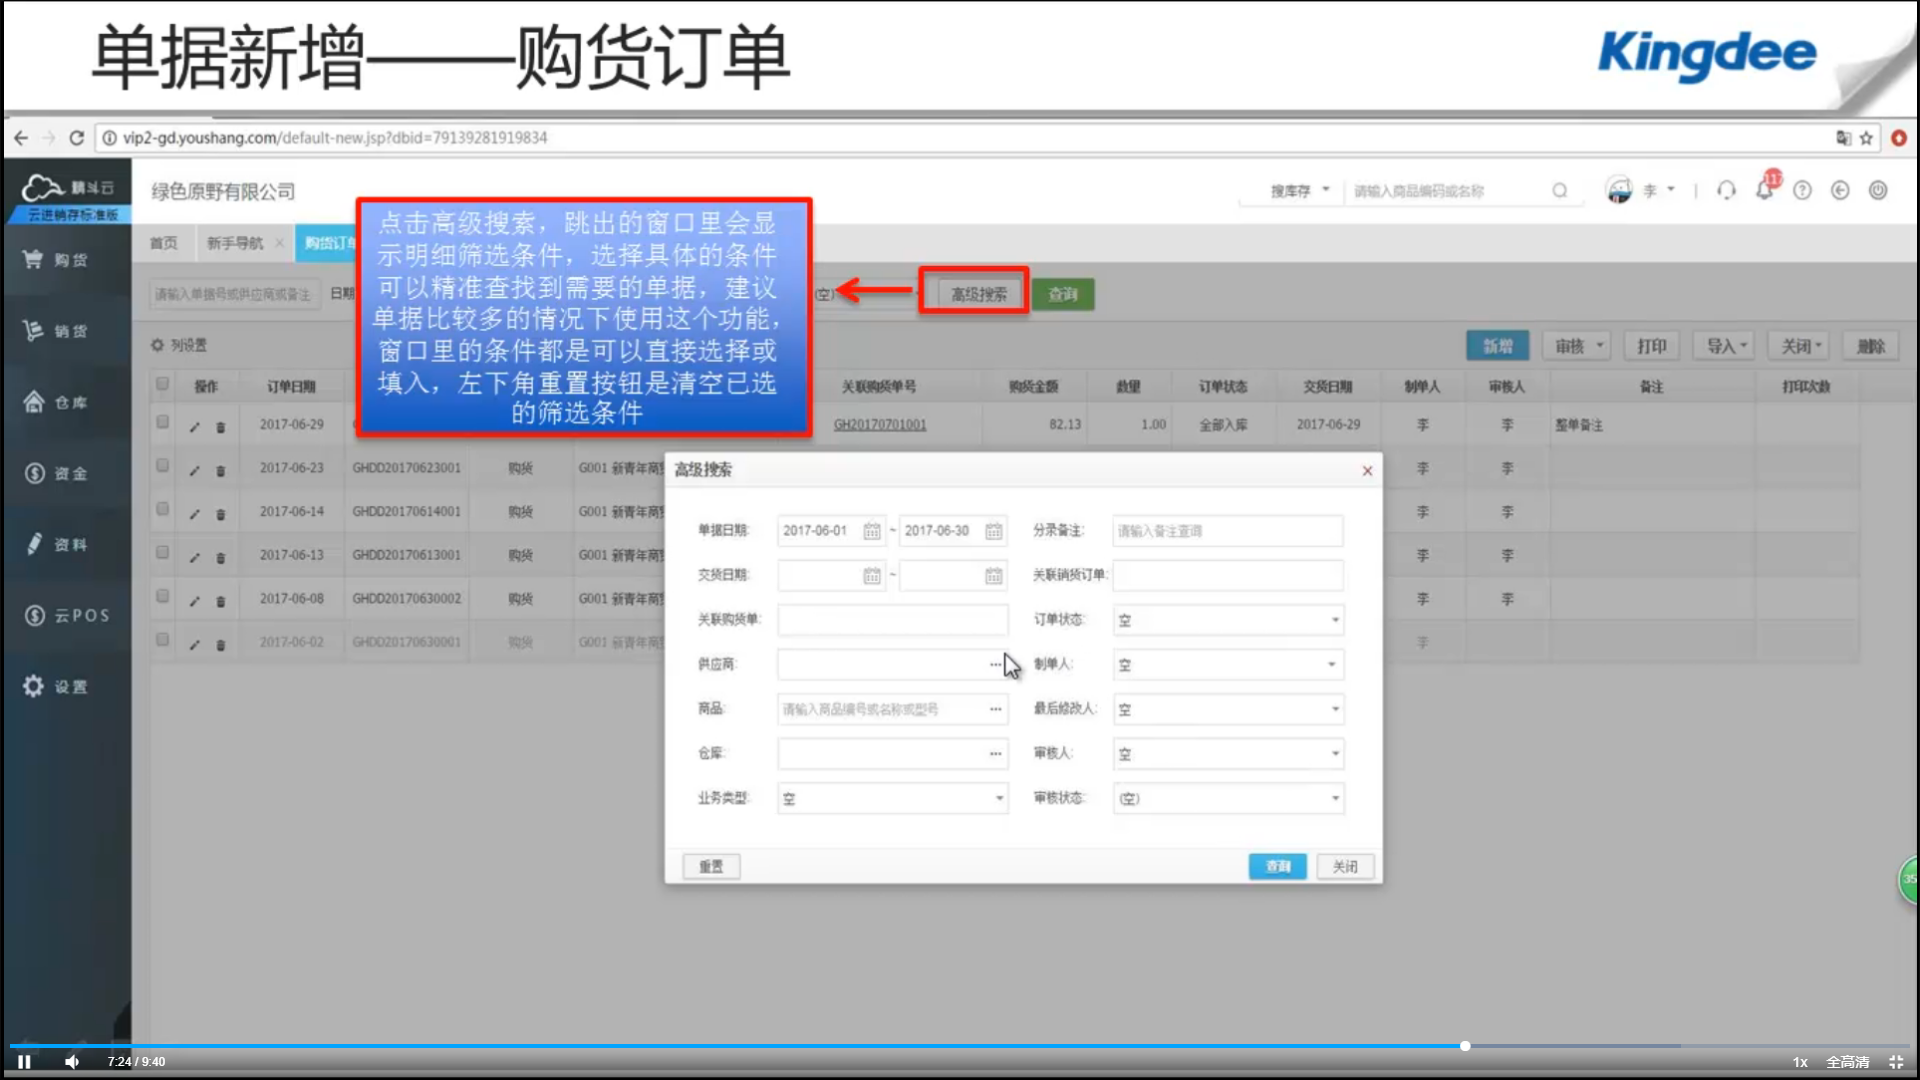 单据新增——购货订单
Kingdee
vip2-gd.youshang.com/default-new.jsp?dbid=79139281919834
精斗云
云进销存标准版
绿色原野有限公司
搜库存
请输入商品编码或名称
李
117
首页
新手导航
购货订单
点击高级搜索，跳出的窗口里会显
示明细筛选条件，选择具体的条件
可以精准查找到需要的单据，建议
单据比较多的情况下使用这个功能，
窗口里的条件都是可以直接选择或
填入，左下角重置按钮是清空已选
的筛选条件
请输入单据号或供应商或备注
日期
(空)
高级搜索
查询
购货
销货
仓库
资金
资料
云POS
设置
列设置
新增
审核
打印
导入
关闭
删除
操作 订单日期 关联购货单号 购货金额 数量 订单状态 交货日期 制单人 审核人 备注 打印次数
2017-06-29 GH20170701001 82.13 1.00 全部入库 2017-06-29 李 李 整单备注
2017-06-23 GHDD20170623001 购货 G001 新青年商贸 李 李
2017-06-14 GHDD20170614001 购货 G001 新青年商贸 李 李
2017-06-13 GHDD20170613001 购货 G001 新青年商贸 李 李
2017-06-08 GHDD20170630002 购货 G001 新青年商贸 李 李
2017-06-02 GHDD20170630001 购货 G001 新青年商贸 李
高级搜索
单据日期: 2017-06-01 ~ 2017-06-30 分录备注: 请输入备注查询
交货日期: ~ 关联销货订单:
关联购货单: 订单状态: 空
供应商: 制单人: 空
商品: 请输入商品编号或名称或型号 最后修改人: 空
仓库: 审核人: 空
业务类型: 空 审核状态: (空)
重置
查询
关闭
35
7:24 / 9:40
1x
全高清